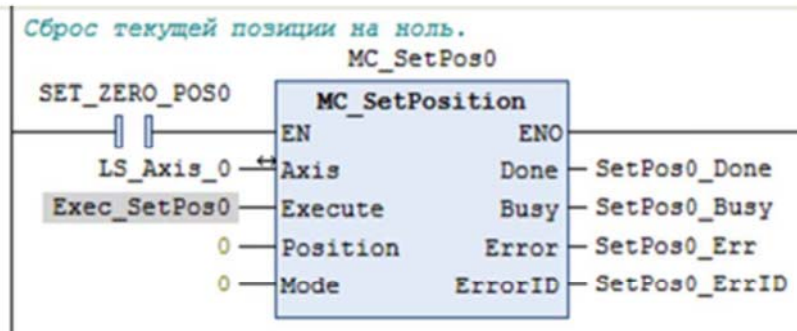 Сброс текущей позиции на ноль.
MC_SetPos0
SET_ZERO_POS0
MC_SetPosition
EN ENO
LS_Axis_0 Axis Done SetPos0_Done
Exec_SetPos0 Execute Busy SetPos0_Busy
0 Position Error SetPos0_Err
0 Mode ErrorID SetPos0_ErrID